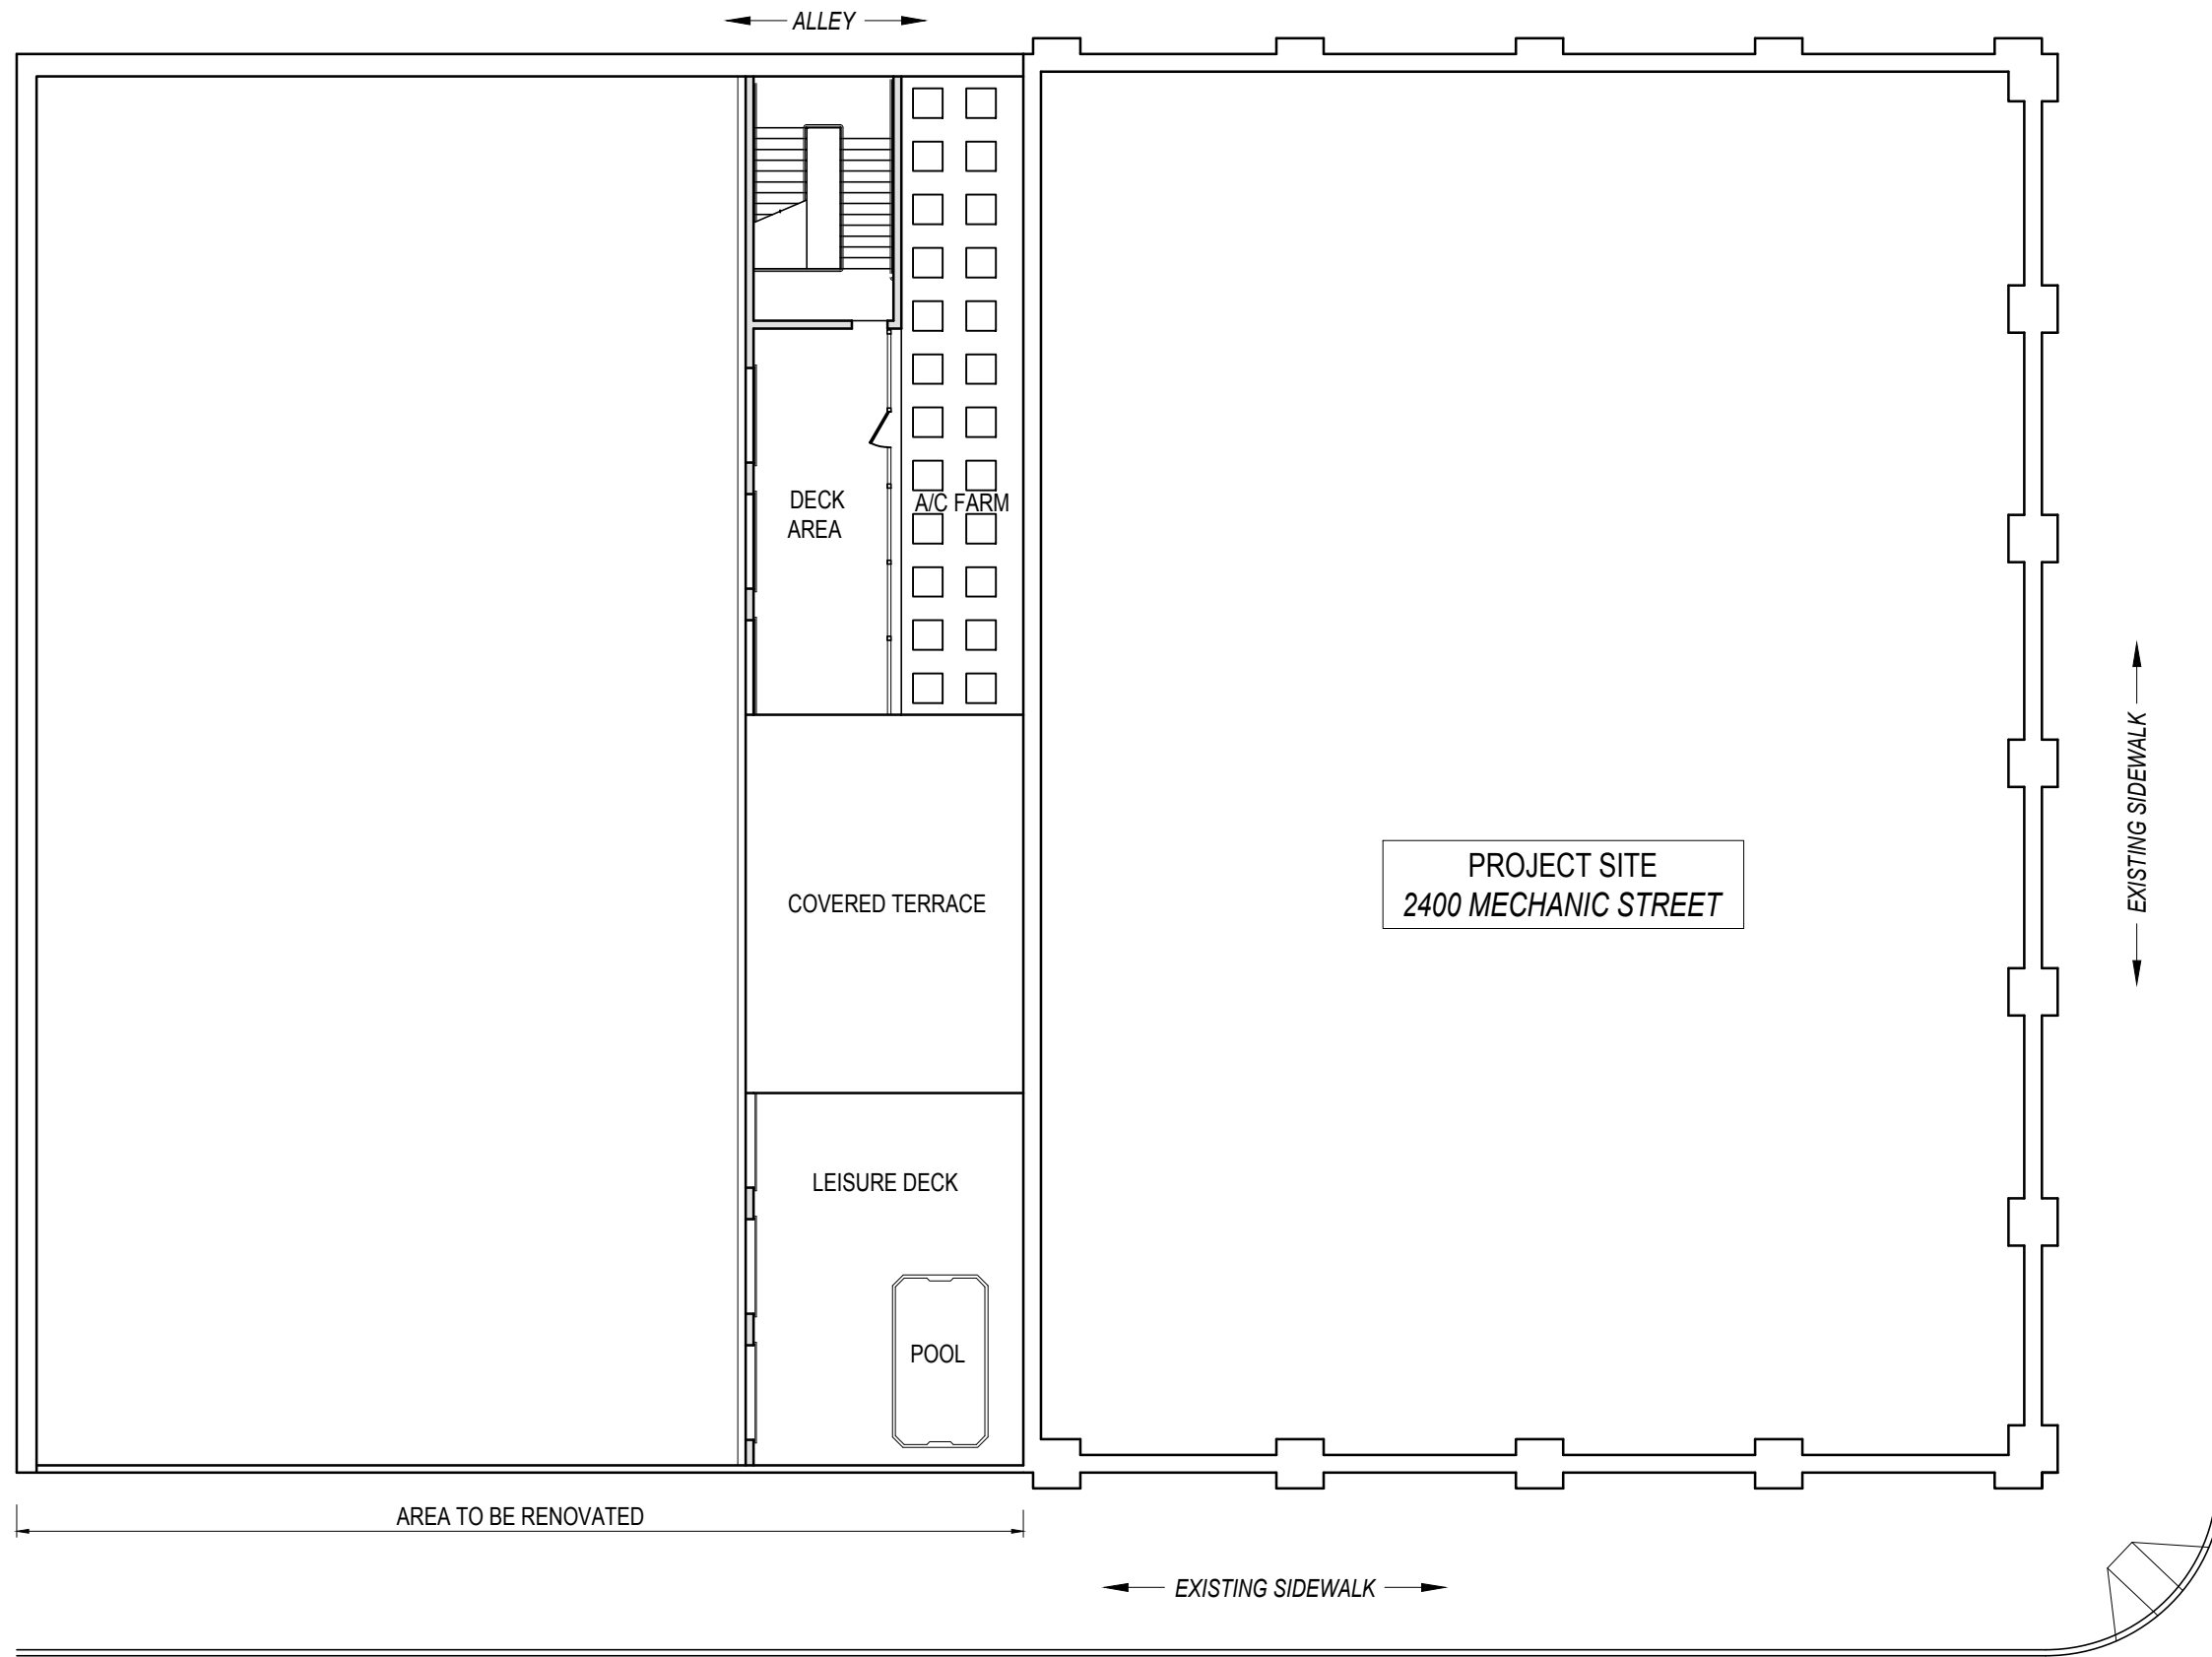 ALLEY
DECK
AREA
A/C FARM
EXISTING SIDEWALK
PROJECT SITE
2400 MECHANIC STREET
COVERED TERRACE
LEISURE DECK
POOL
AREA TO BE RENOVATED
EXISTING SIDEWALK